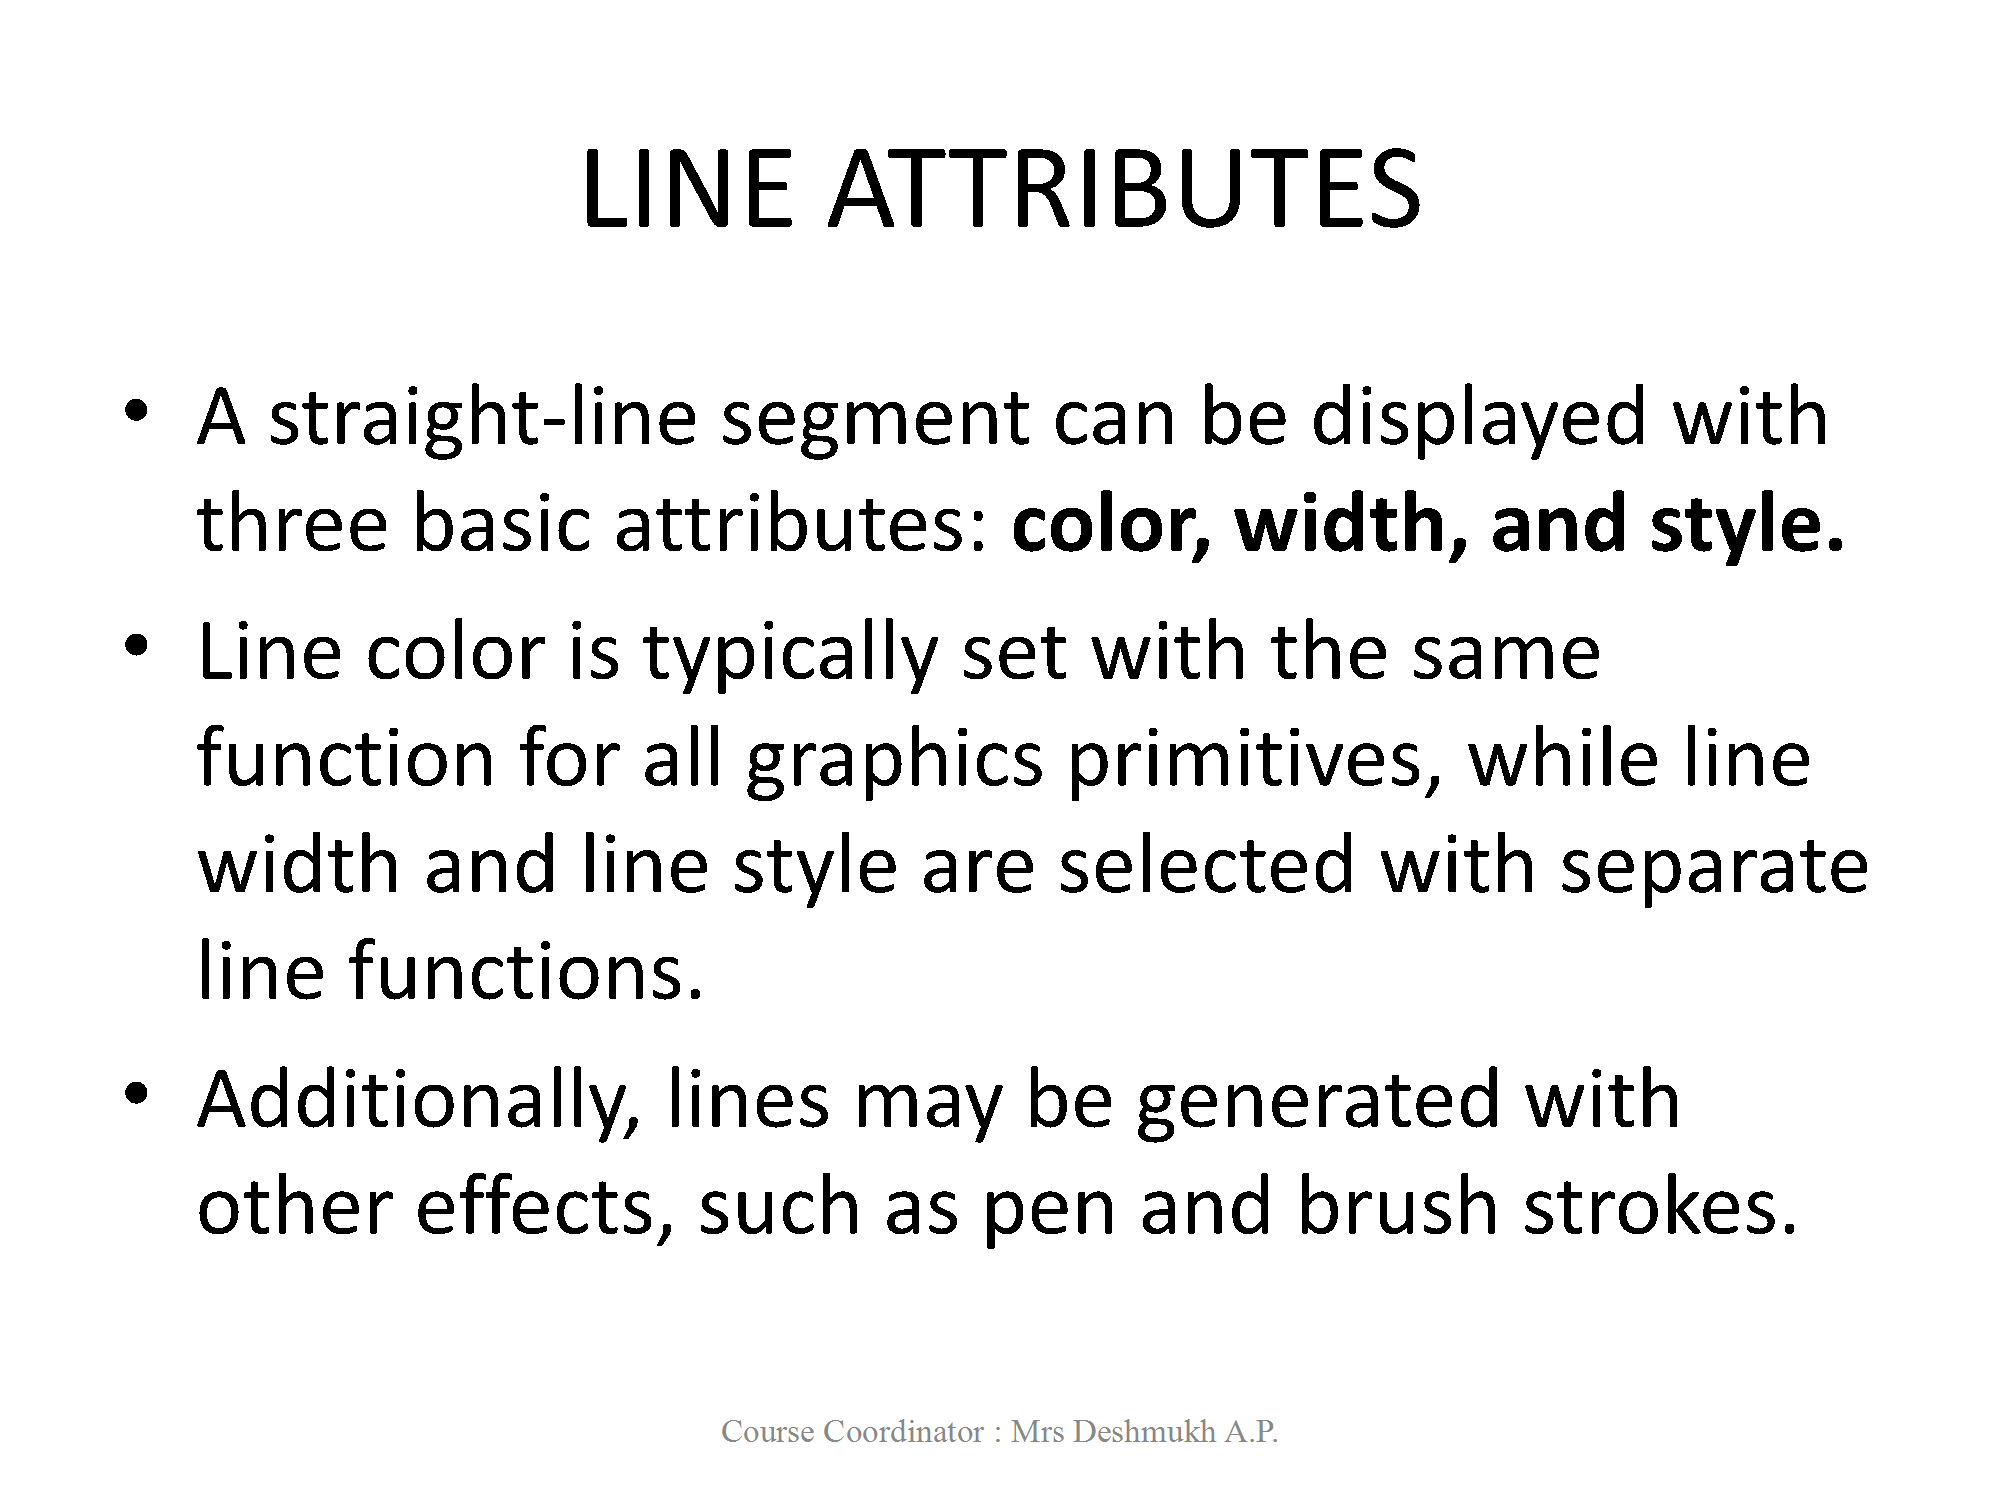 LINE ATTRIBUTES
• A straight-line segment can be displayed with
three basic attributes: color, width, and style.
• Line color is typically set with the same
function for all graphics primitives, while line
width and line style are selected with separate
line functions.
• Additionally, lines may be generated with
other effects, such as pen and brush strokes.
Course Coordinator : Mrs Deshmukh A.P.